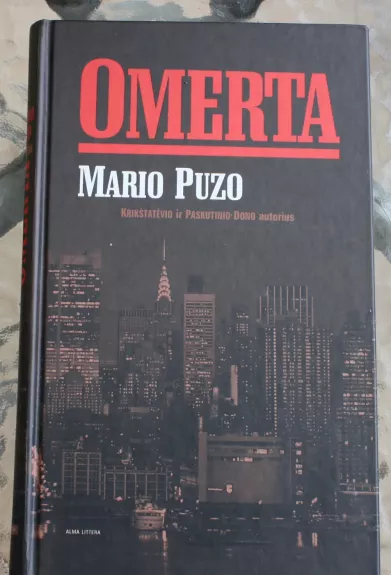 OMERTA
MARIO PUZO
KRIKŠTATĖVIO ir PASKUTINIO DONO autorius
ALMA LITTERA